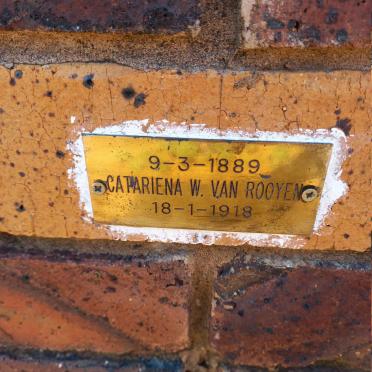 9-3-1889
CATARIENA W. VAN ROOYEN
18-1-1918